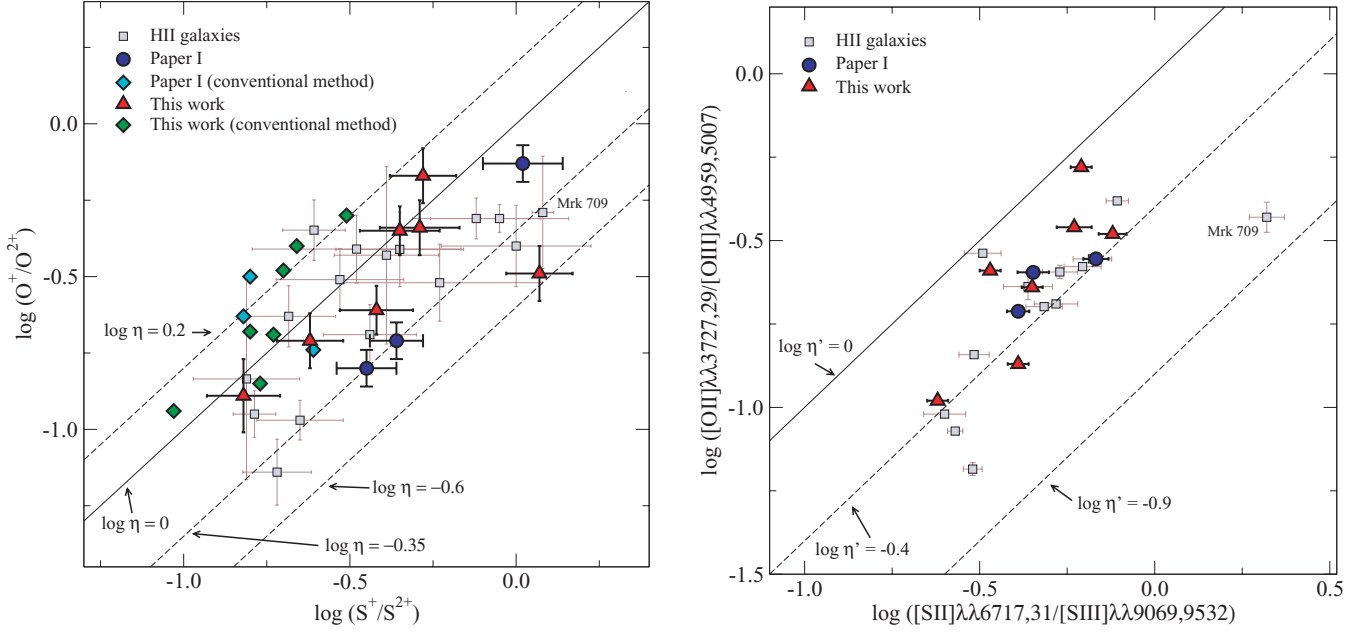 HII galaxies
Paper I
Paper I (conventional method)
This work
This work (conventional method)
0.0
-0.5
-1.0
log (O⁺/O²⁺)
Mrk 709
log η = 0.2
log η = −0.6
log η = 0
log η = −0.35
-1.0
-0.5
0.0
log (S⁺/S²⁺)
HII galaxies
Paper I
This work
0.0
-0.5
-1.0
-1.5
log ([OII]λλ3727,29/[OIII]λλ4959,5007)
Mrk 709
log η’ = 0
log η’ = -0.9
log η’ = -0.4
-1.0
-0.5
0.0
0.5
log ([SII]λλ6717,31/[SIII]λλ9069,9532)